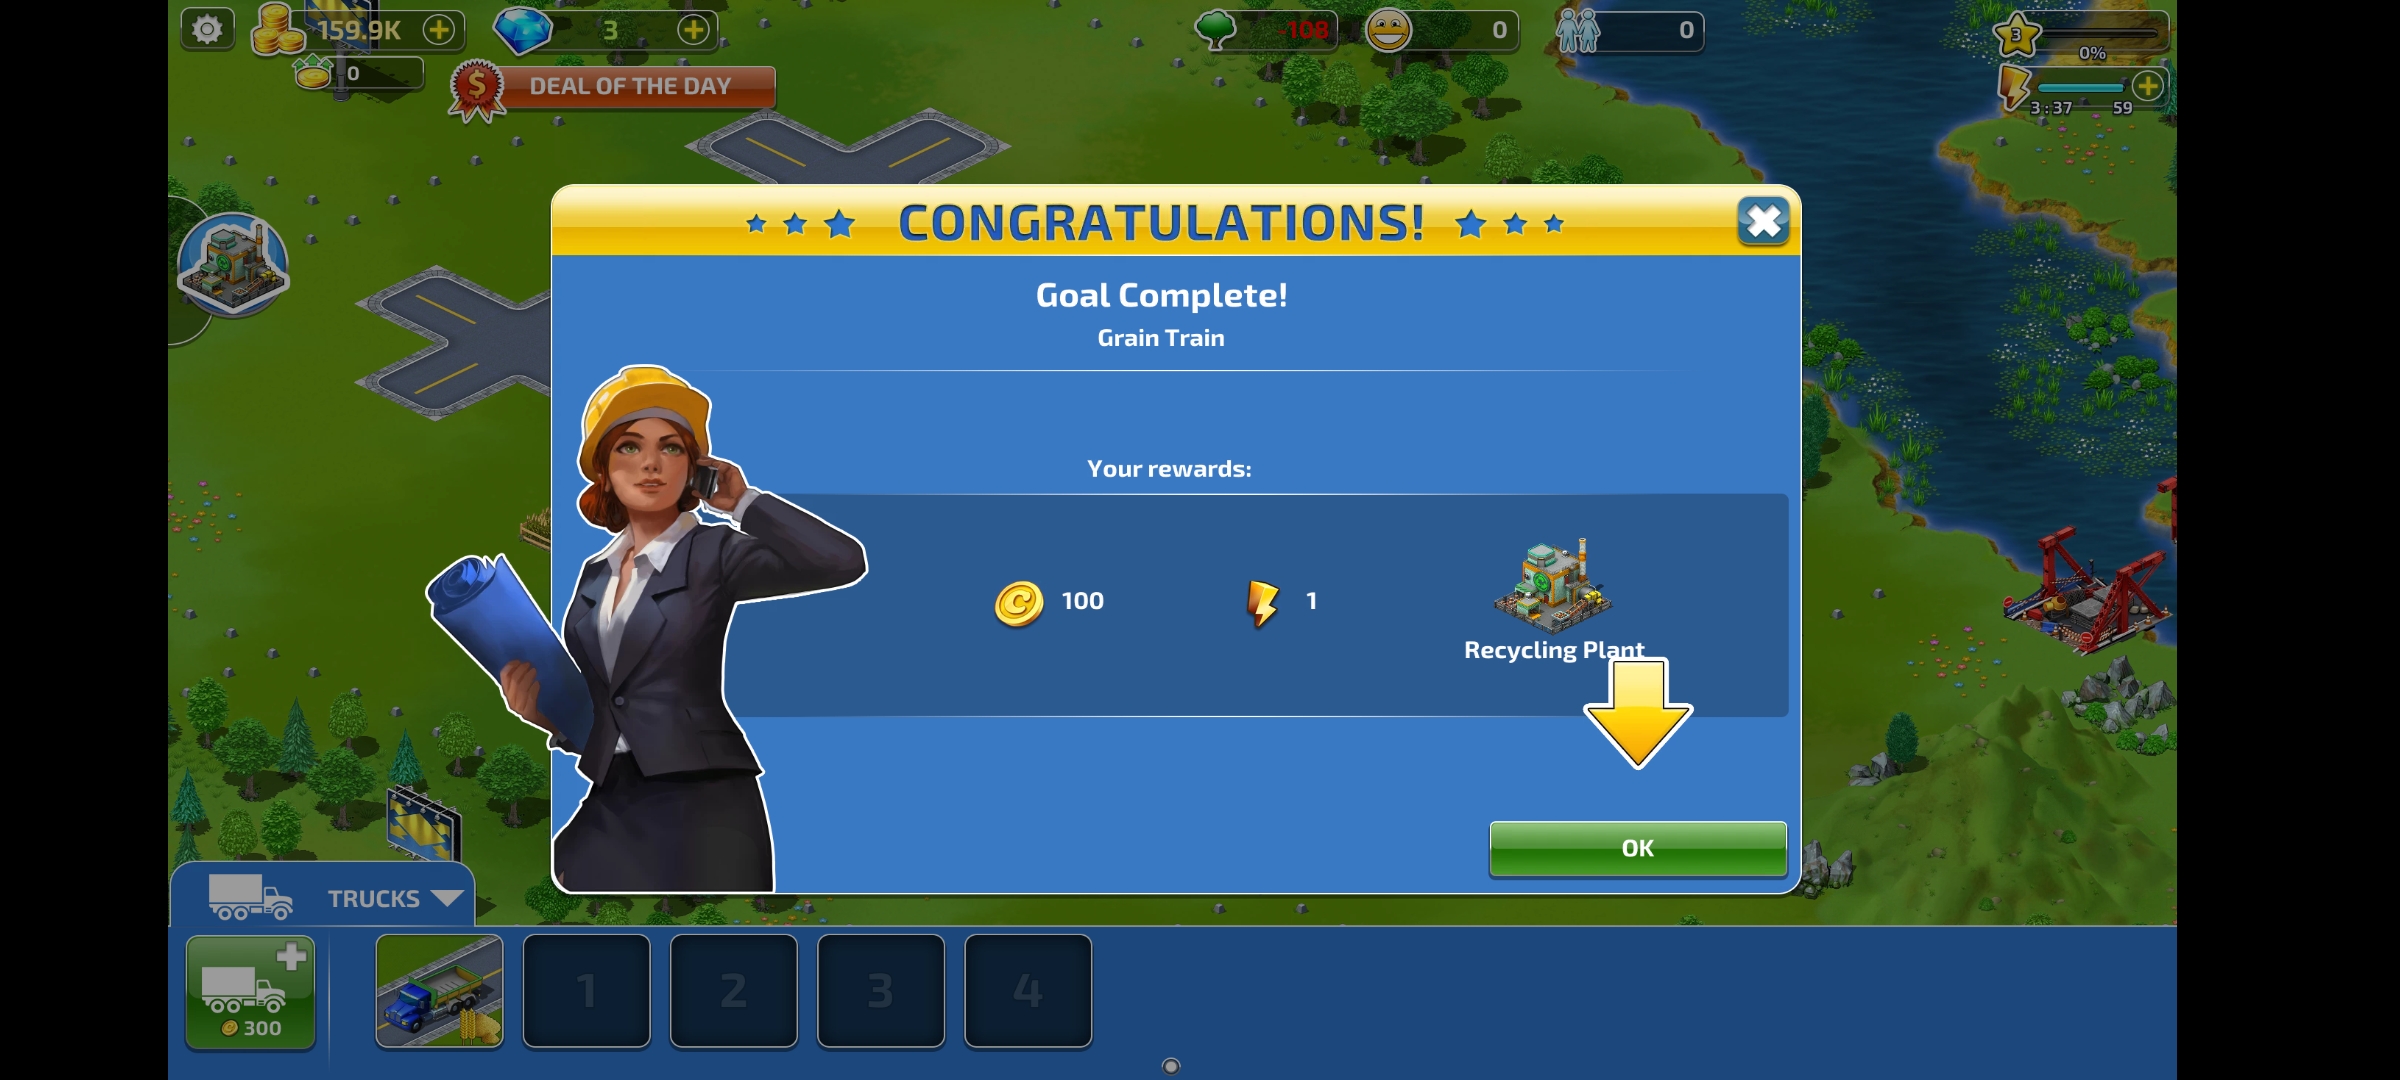 159.9K
3
-108
0
0
3
0%
0
DEAL OF THE DAY
3:37
59
CONGRATULATIONS!
Goal Complete!
Grain Train
Your rewards:
100
1
Recycling Plant
OK
TRUCKS
300
1
2
3
4